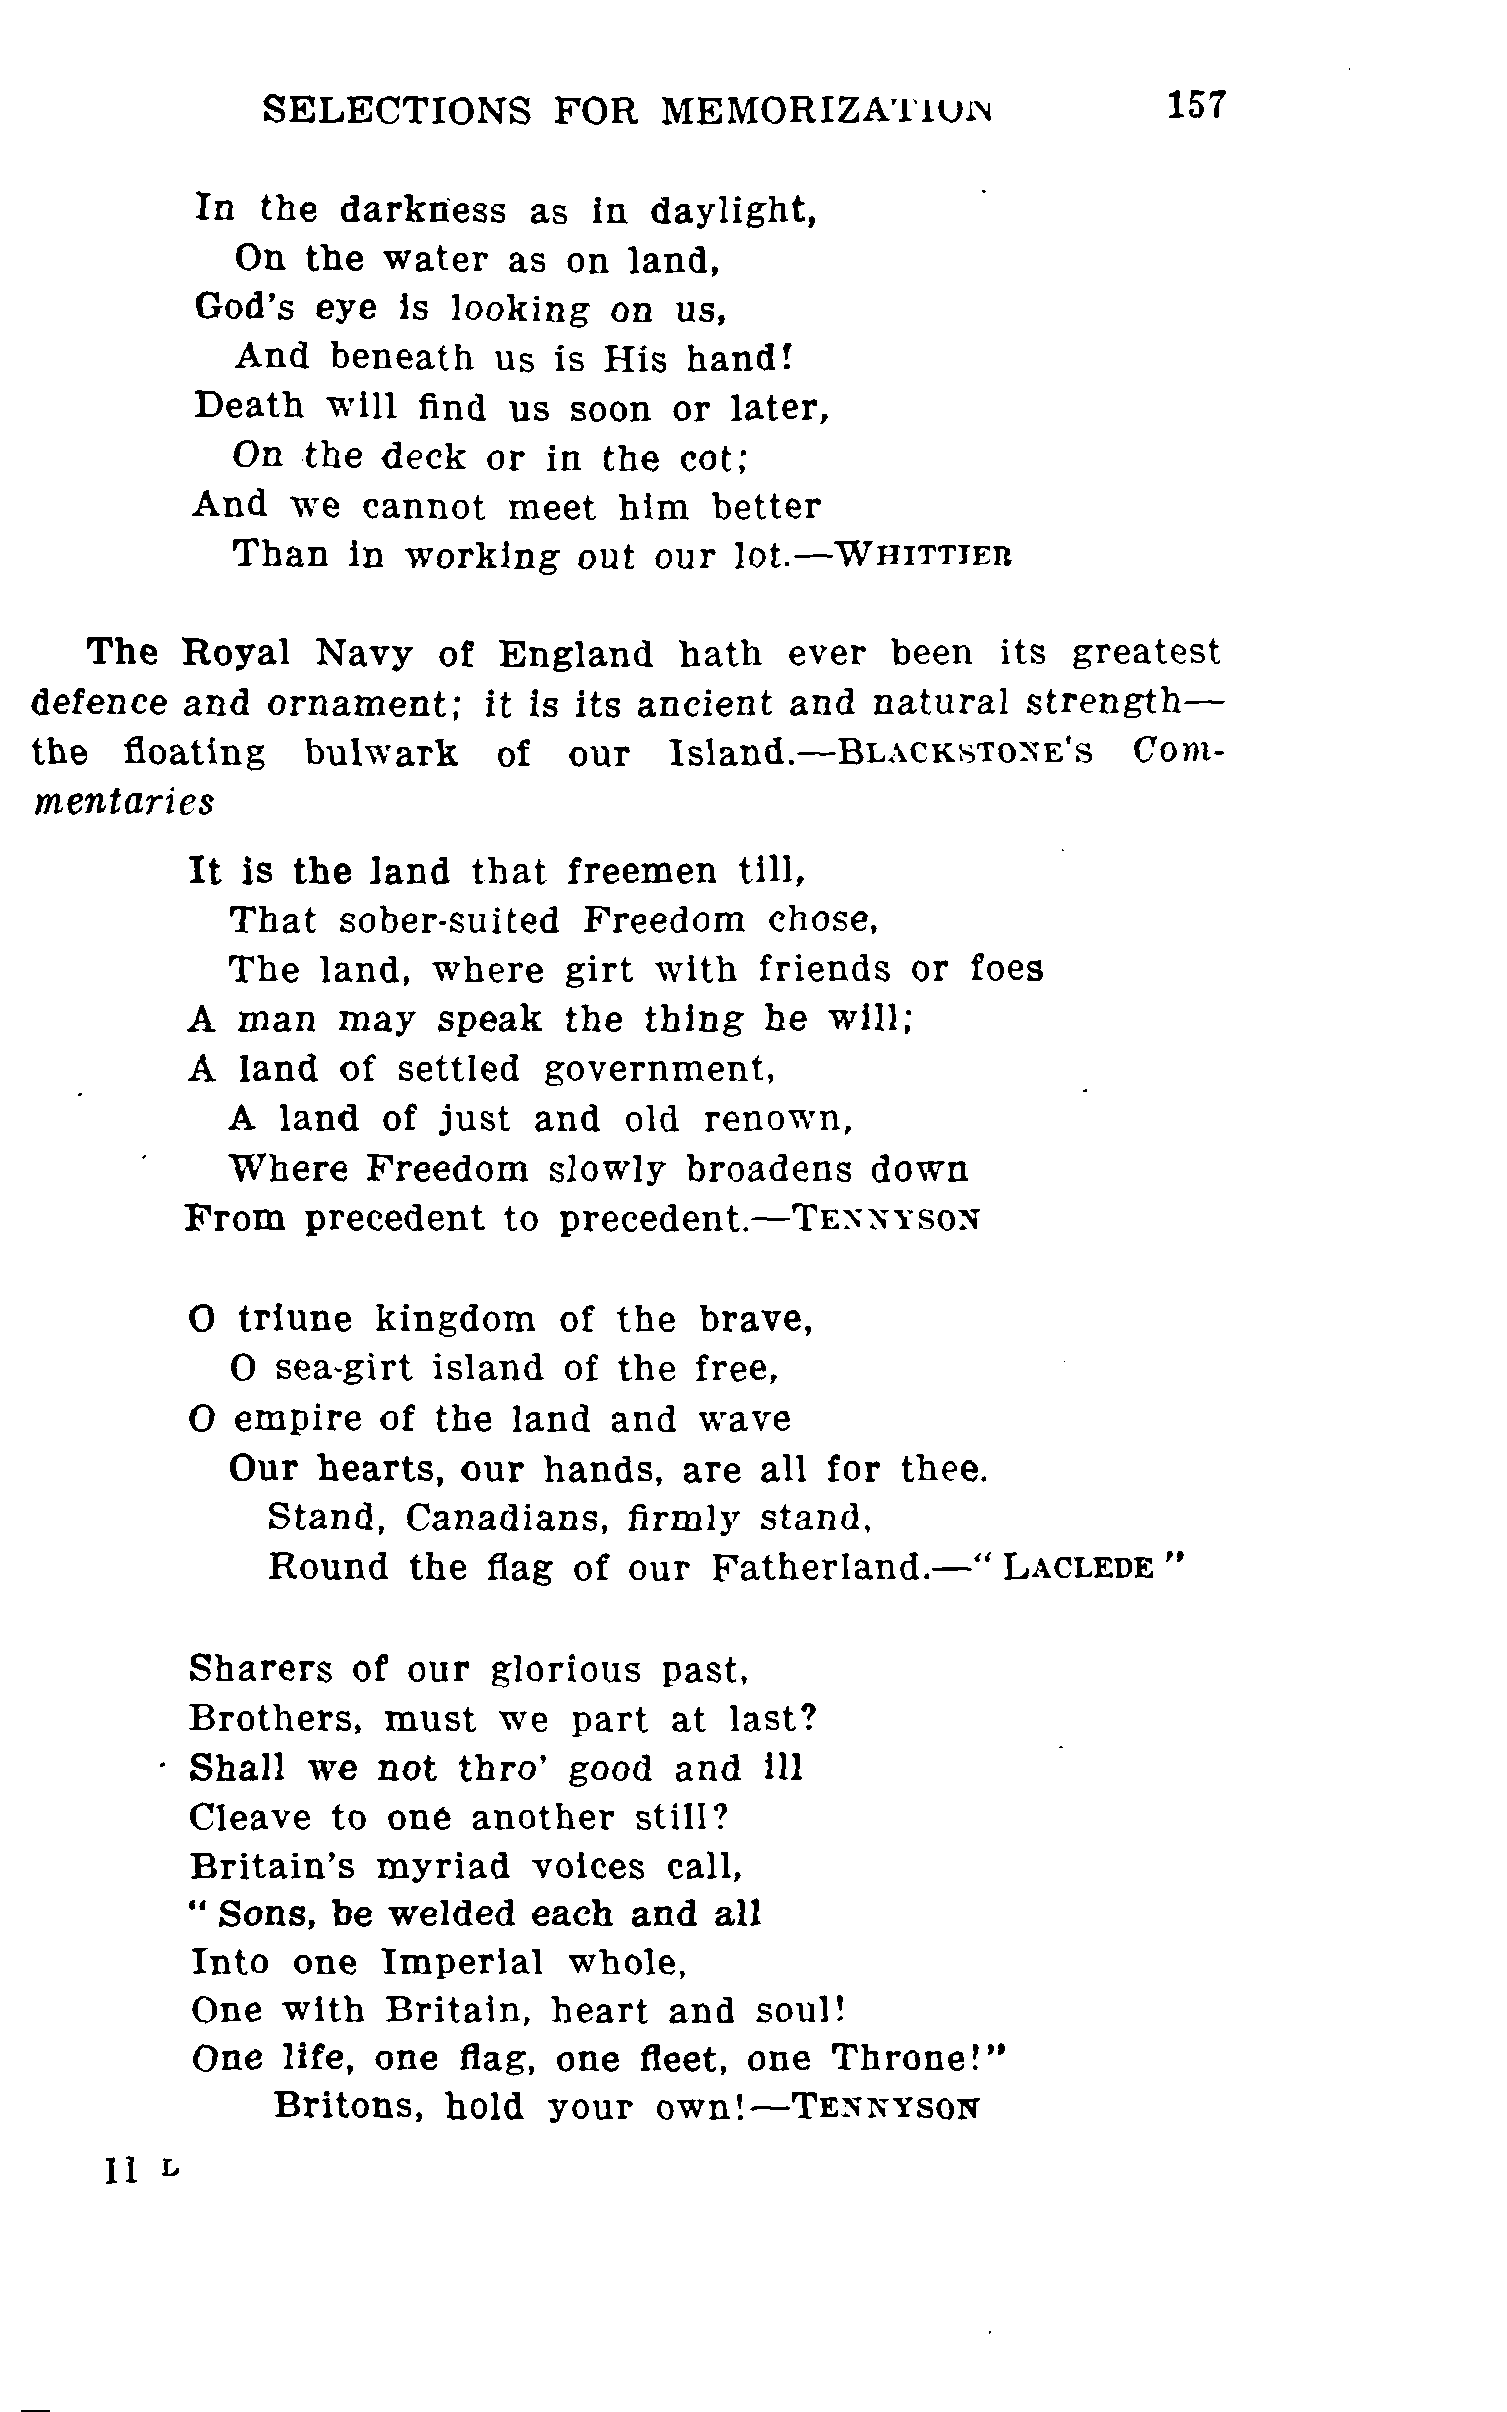 SELECTIONS FOR MEMORIZATION 157
In the darkness as in daylight,
On the water as on land,
God's eye is looking on us,
And beneath us is His hand!
Death will find us soon or later,
On the deck or in the cot;
And we cannot meet him better
Than in working out our lot.—WHITTIER
The Royal Navy of England hath ever been its greatest
defence and ornament; it is its ancient and natural strength—
the floating bulwark of our Island.—BLACKSTONE'S Com-
mentaries
It is the land that freemen till,
That sober-suited Freedom chose,
The land, where girt with friends or foes
A man may speak the thing he will;
A land of settled government,
A land of just and old renown,
Where Freedom slowly broadens down
From precedent to precedent.—TENNYSON
O triune kingdom of the brave,
O sea-girt island of the free,
O empire of the land and wave
Our hearts, our hands, are all for thee.
Stand, Canadians, firmly stand,
Round the flag of our Fatherland.—" LACLEDE "
Sharers of our glorious past,
Brothers, must we part at last?
Shall we not thro' good and ill
Cleave to one another still?
Britain's myriad voices call,
" Sons, be welded each and all
Into one Imperial whole,
One with Britain, heart and soul!
One life, one flag, one fleet, one Throne!"
Britons, hold your own!—TENNYSON
11 L